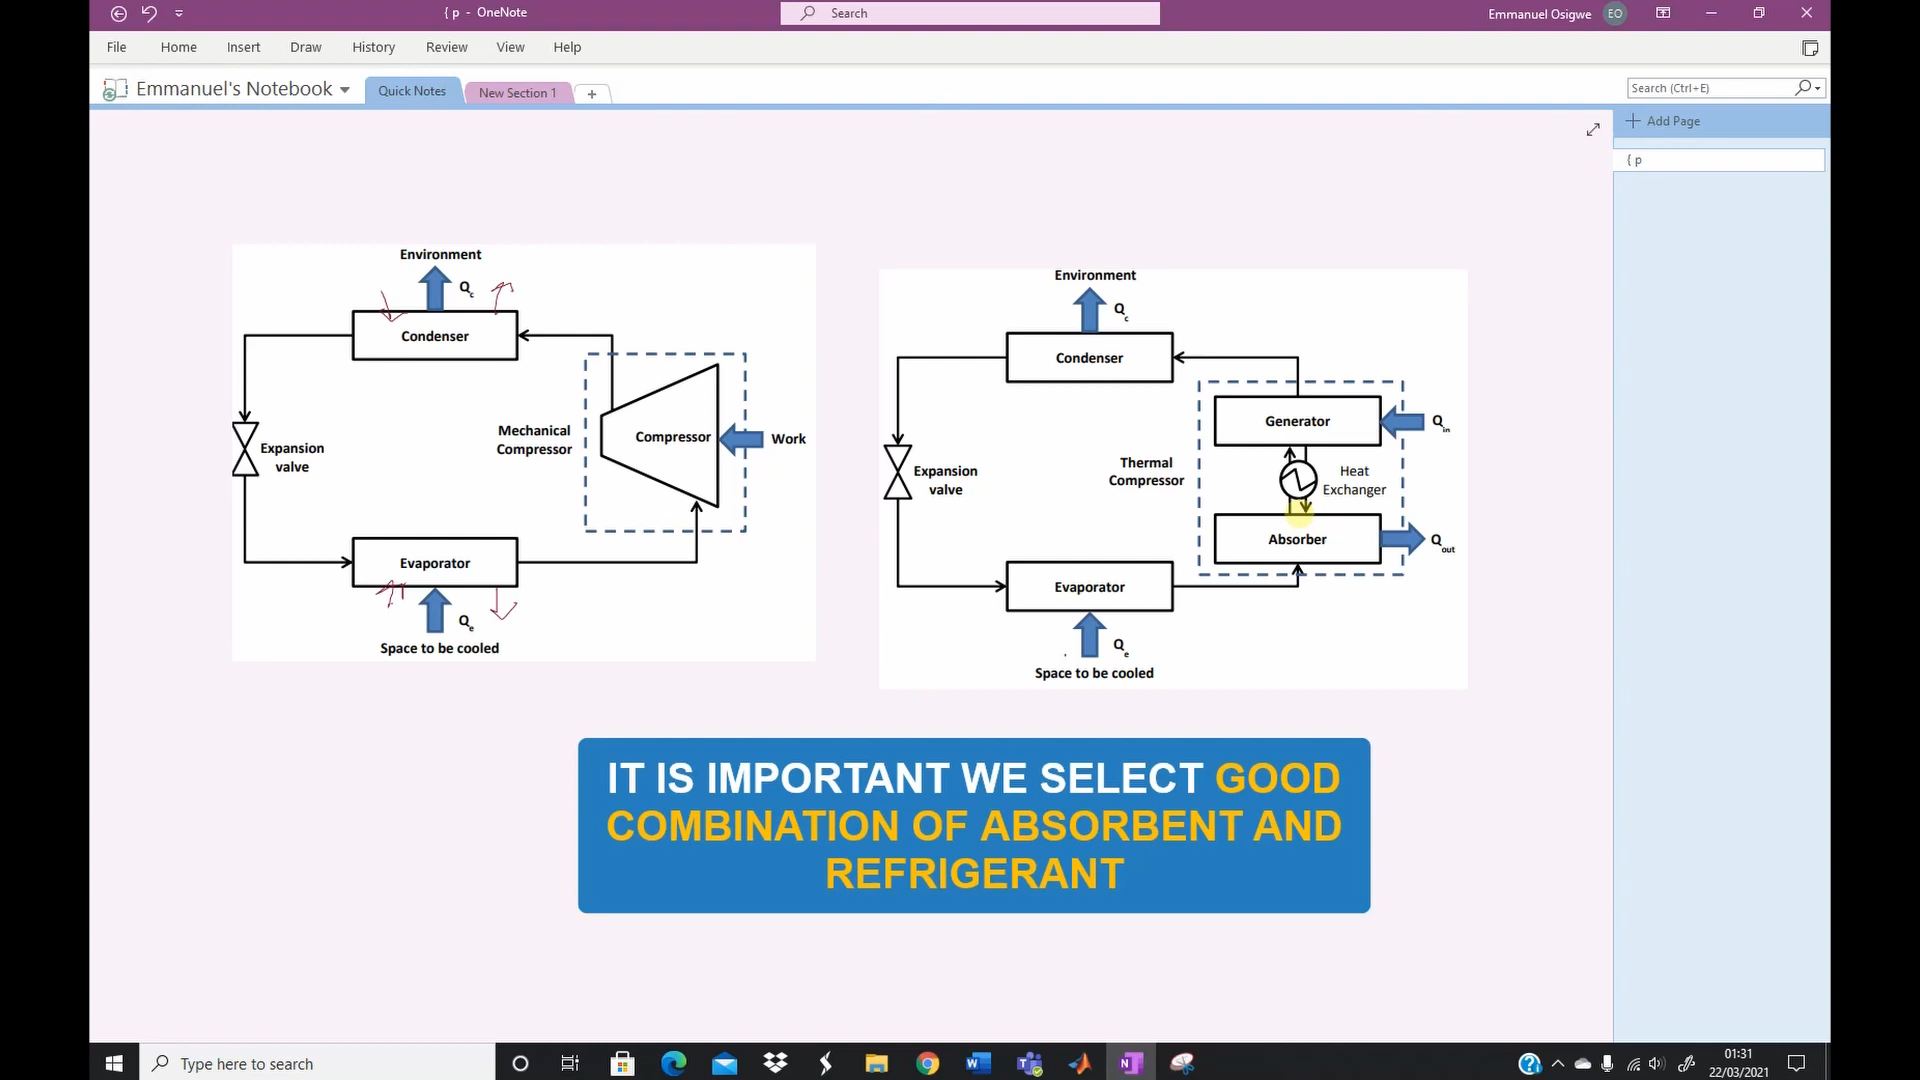 { p - OneNote
Search
Emmanuel Osigwe
EO
File
Home
Insert
Draw
History
Review
View
Help
Emmanuel's Notebook
Quick Notes
New Section 1
Search (Ctrl+E)
Add Page
{ p
Environment
Qc
Condenser
Expansion
valve
Mechanical
Compressor
Compressor
Work
Evaporator
Qe
Space to be cooled
Environment
Qc
Condenser
Expansion
valve
Thermal
Compressor
Generator
Qin
Heat
Exchanger
Absorber
Qout
Evaporator
Qe
Space to be cooled
IT IS IMPORTANT WE SELECT GOOD
COMBINATION OF ABSORBENT AND
REFRIGERANT
Type here to search
01:31
22/03/2021